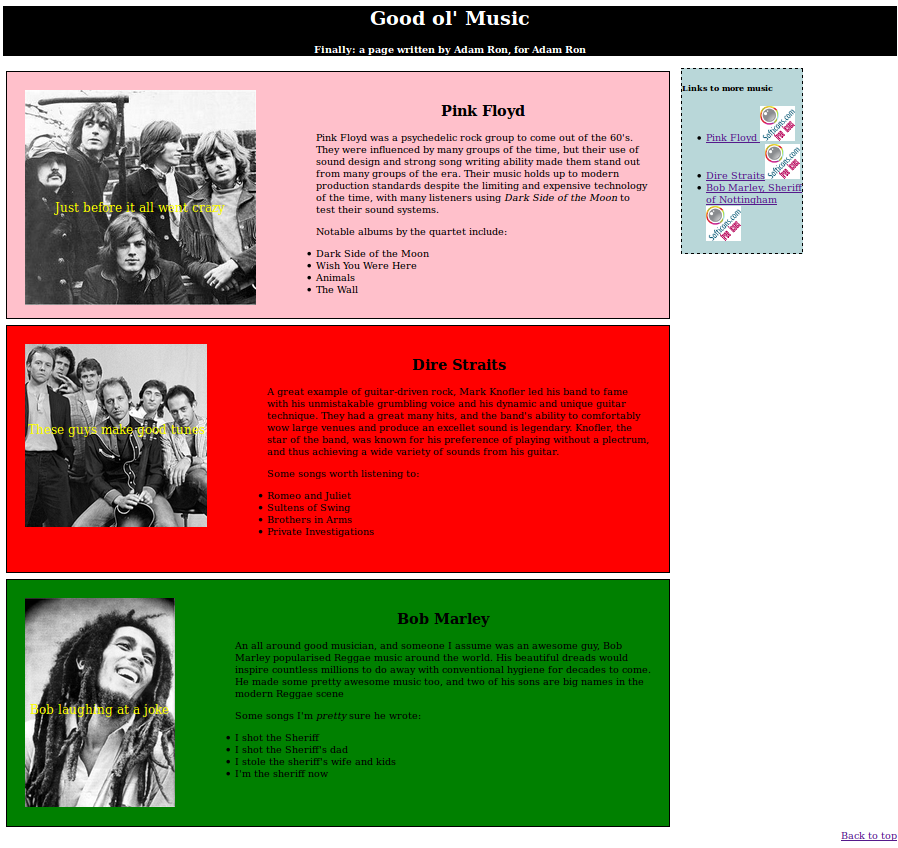 Good ol' Music
Finally: a page written by Adam Ron, for Adam Ron
Just before it all went crazy
Pink Floyd
Pink Floyd was a psychedelic rock group to come out of the 60's.
They were influenced by many groups of the time, but their use of
sound design and strong song writing ability made them stand out
from many groups of the era. Their music holds up to modern
production standards despite the limiting and expensive technology
of the time, with many listeners using Dark Side of the Moon to
test their sound systems.
Notable albums by the quartet include:
• Dark Side of the Moon
• Wish You Were Here
• Animals
• The Wall
These guys make good tunes
Dire Straits
A great example of guitar-driven rock, Mark Knofler led his band to fame
with his unmistakable grumbling voice and his dynamic and unique guitar
technique. They had a great many hits, and the band's ability to comfortably
wow large venues and produce an excellet sound is legendary. Knofler, the
star of the band, was known for his preference of playing without a plectrum,
and thus achieving a wide variety of sounds from his guitar.
Some songs worth listening to:
• Romeo and Juliet
• Sultens of Swing
• Brothers in Arms
• Private Investigations
Bob laughing at a joke
Bob Marley
An all around good musician, and someone I assume was an awesome guy, Bob
Marley popularised Reggae music around the world. His beautiful dreads would
inspire countless millions to do away with conventional hygiene for decades to come.
He made some pretty awesome music too, and two of his sons are big names in the
modern Reggae scene
Some songs I'm pretty sure he wrote:
• I shot the Sheriff
• I shot the Sheriff's dad
• I stole the sheriff's wife and kids
• I'm the sheriff now
Links to more music
• Pink Floyd
Softicons.com
For kids
• Dire Straits
Softicons.com
For kids
• Bob Marley, Sheriff
of Nottingham
Softicons.com
For kids
Back to top